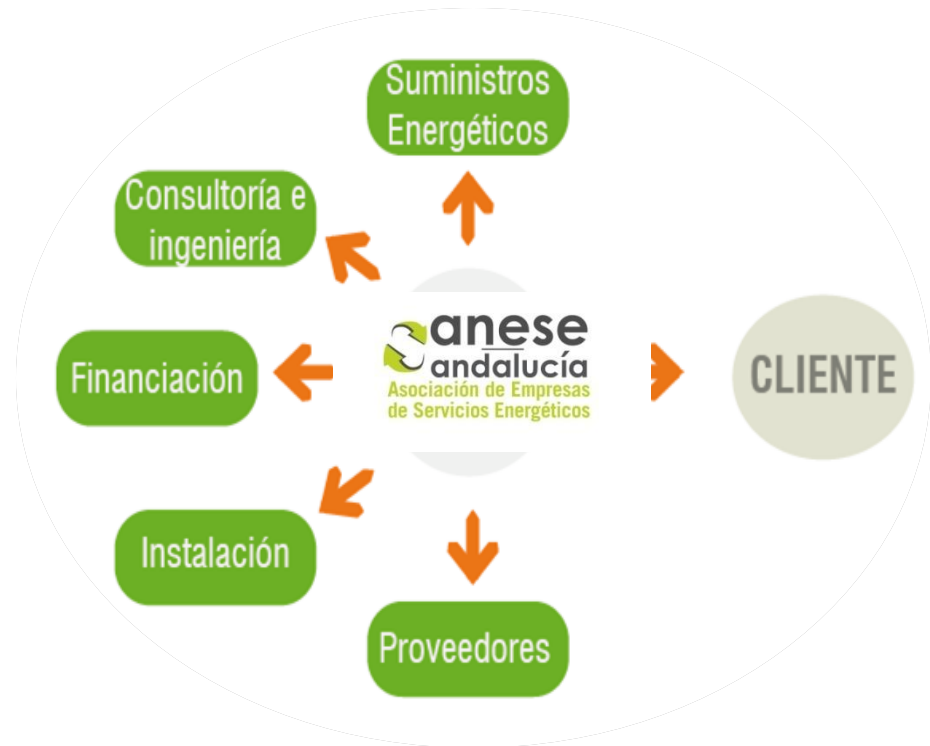 Suministros
Energéticos
Consultoría e
ingeniería
Financiación
Instalación
Proveedores
anese
andalucía
Asociación de Empresas
de Servicios Energéticos
CLIENTE